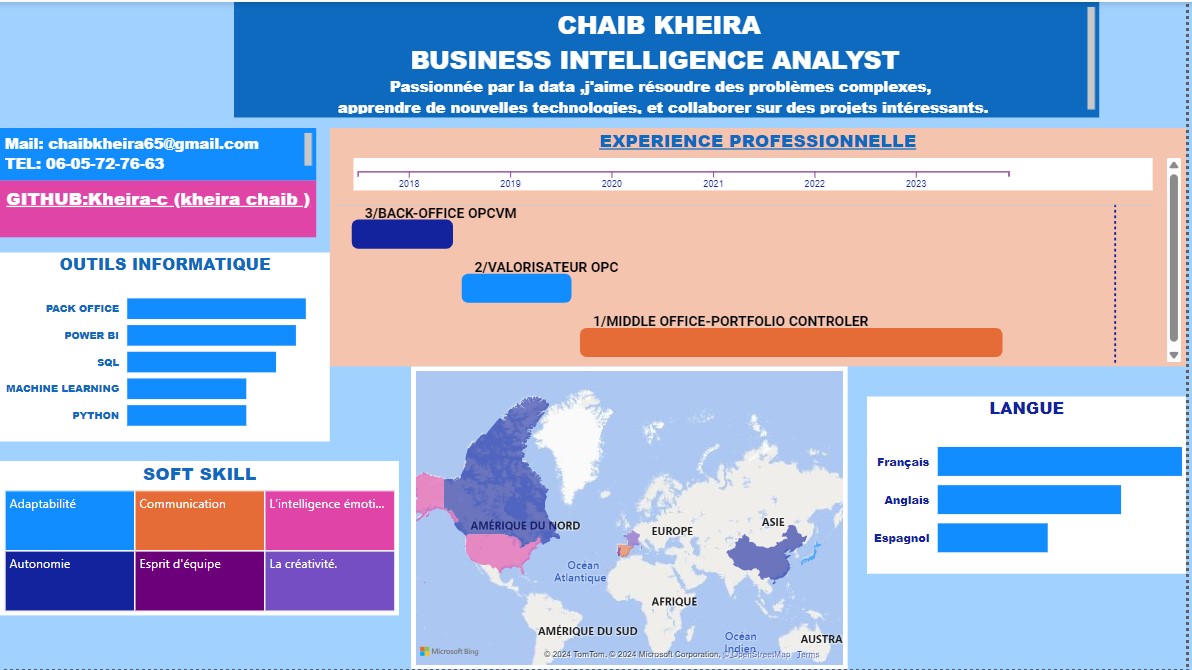 CHAIB KHEIRA
BUSINESS INTELLIGENCE ANALYST
Passionnée par la data ,j'aime résoudre des problèmes complexes,
apprendre de nouvelles technologies, et collaborer sur des projets intéressants.
Mail: chaibkheira65@gmail.com
TEL: 06-05-72-76-63
GITHUB:Kheira-c (kheira chaib )
EXPERIENCE PROFESSIONNELLE
2018 2019 2020 2021 2022 2023
3/BACK-OFFICE OPCVM
2/VALORISATEUR OPC
1/MIDDLE OFFICE-PORTFOLIO CONTROLER
OUTILS INFORMATIQUE
PACK OFFICE
POWER BI
SQL
MACHINE LEARNING
PYTHON
SOFT SKILL
Adaptabilité
Communication
L'intelligence émoti...
Autonomie
Esprit d'équipe
La créativité.
AMÉRIQUE DU NORD
EUROPE
ASIE
Océan
Atlantique
AFRIQUE
AMÉRIQUE DU SUD
Océan
Indien
AUSTRA
Microsoft Bing
© 2024 TomTom, © 2024 Microsoft Corporation, © OpenStreetMap Terms
LANGUE
Français
Anglais
Espagnol